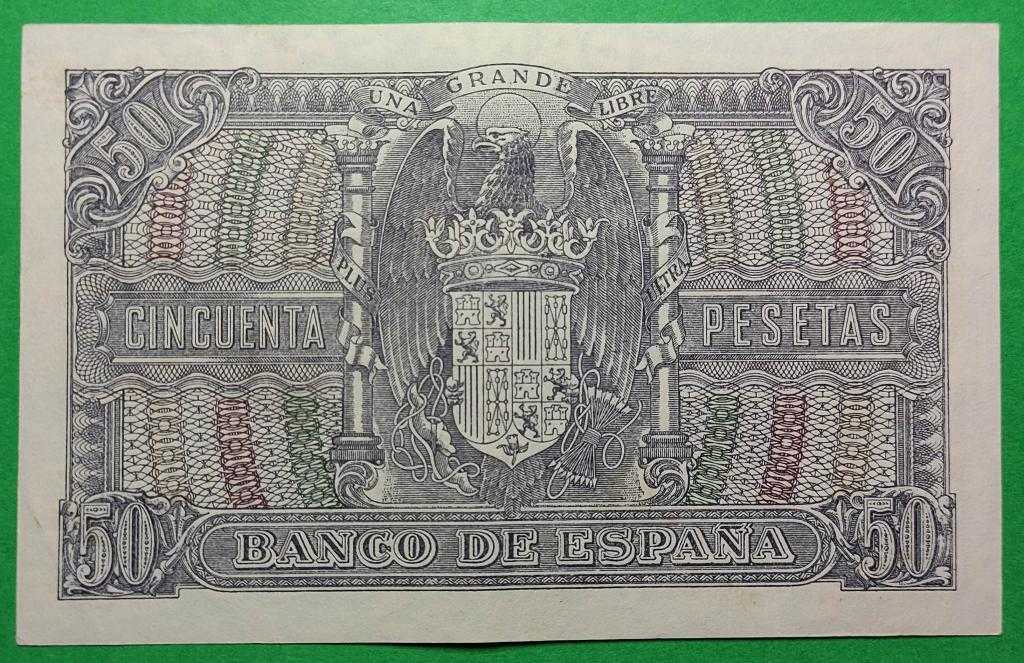 UNA GRANDE LIBRE
50 50
PLUS ULTRA
CINCUENTA PESETAS
50 BANCO DE ESPAÑA 50